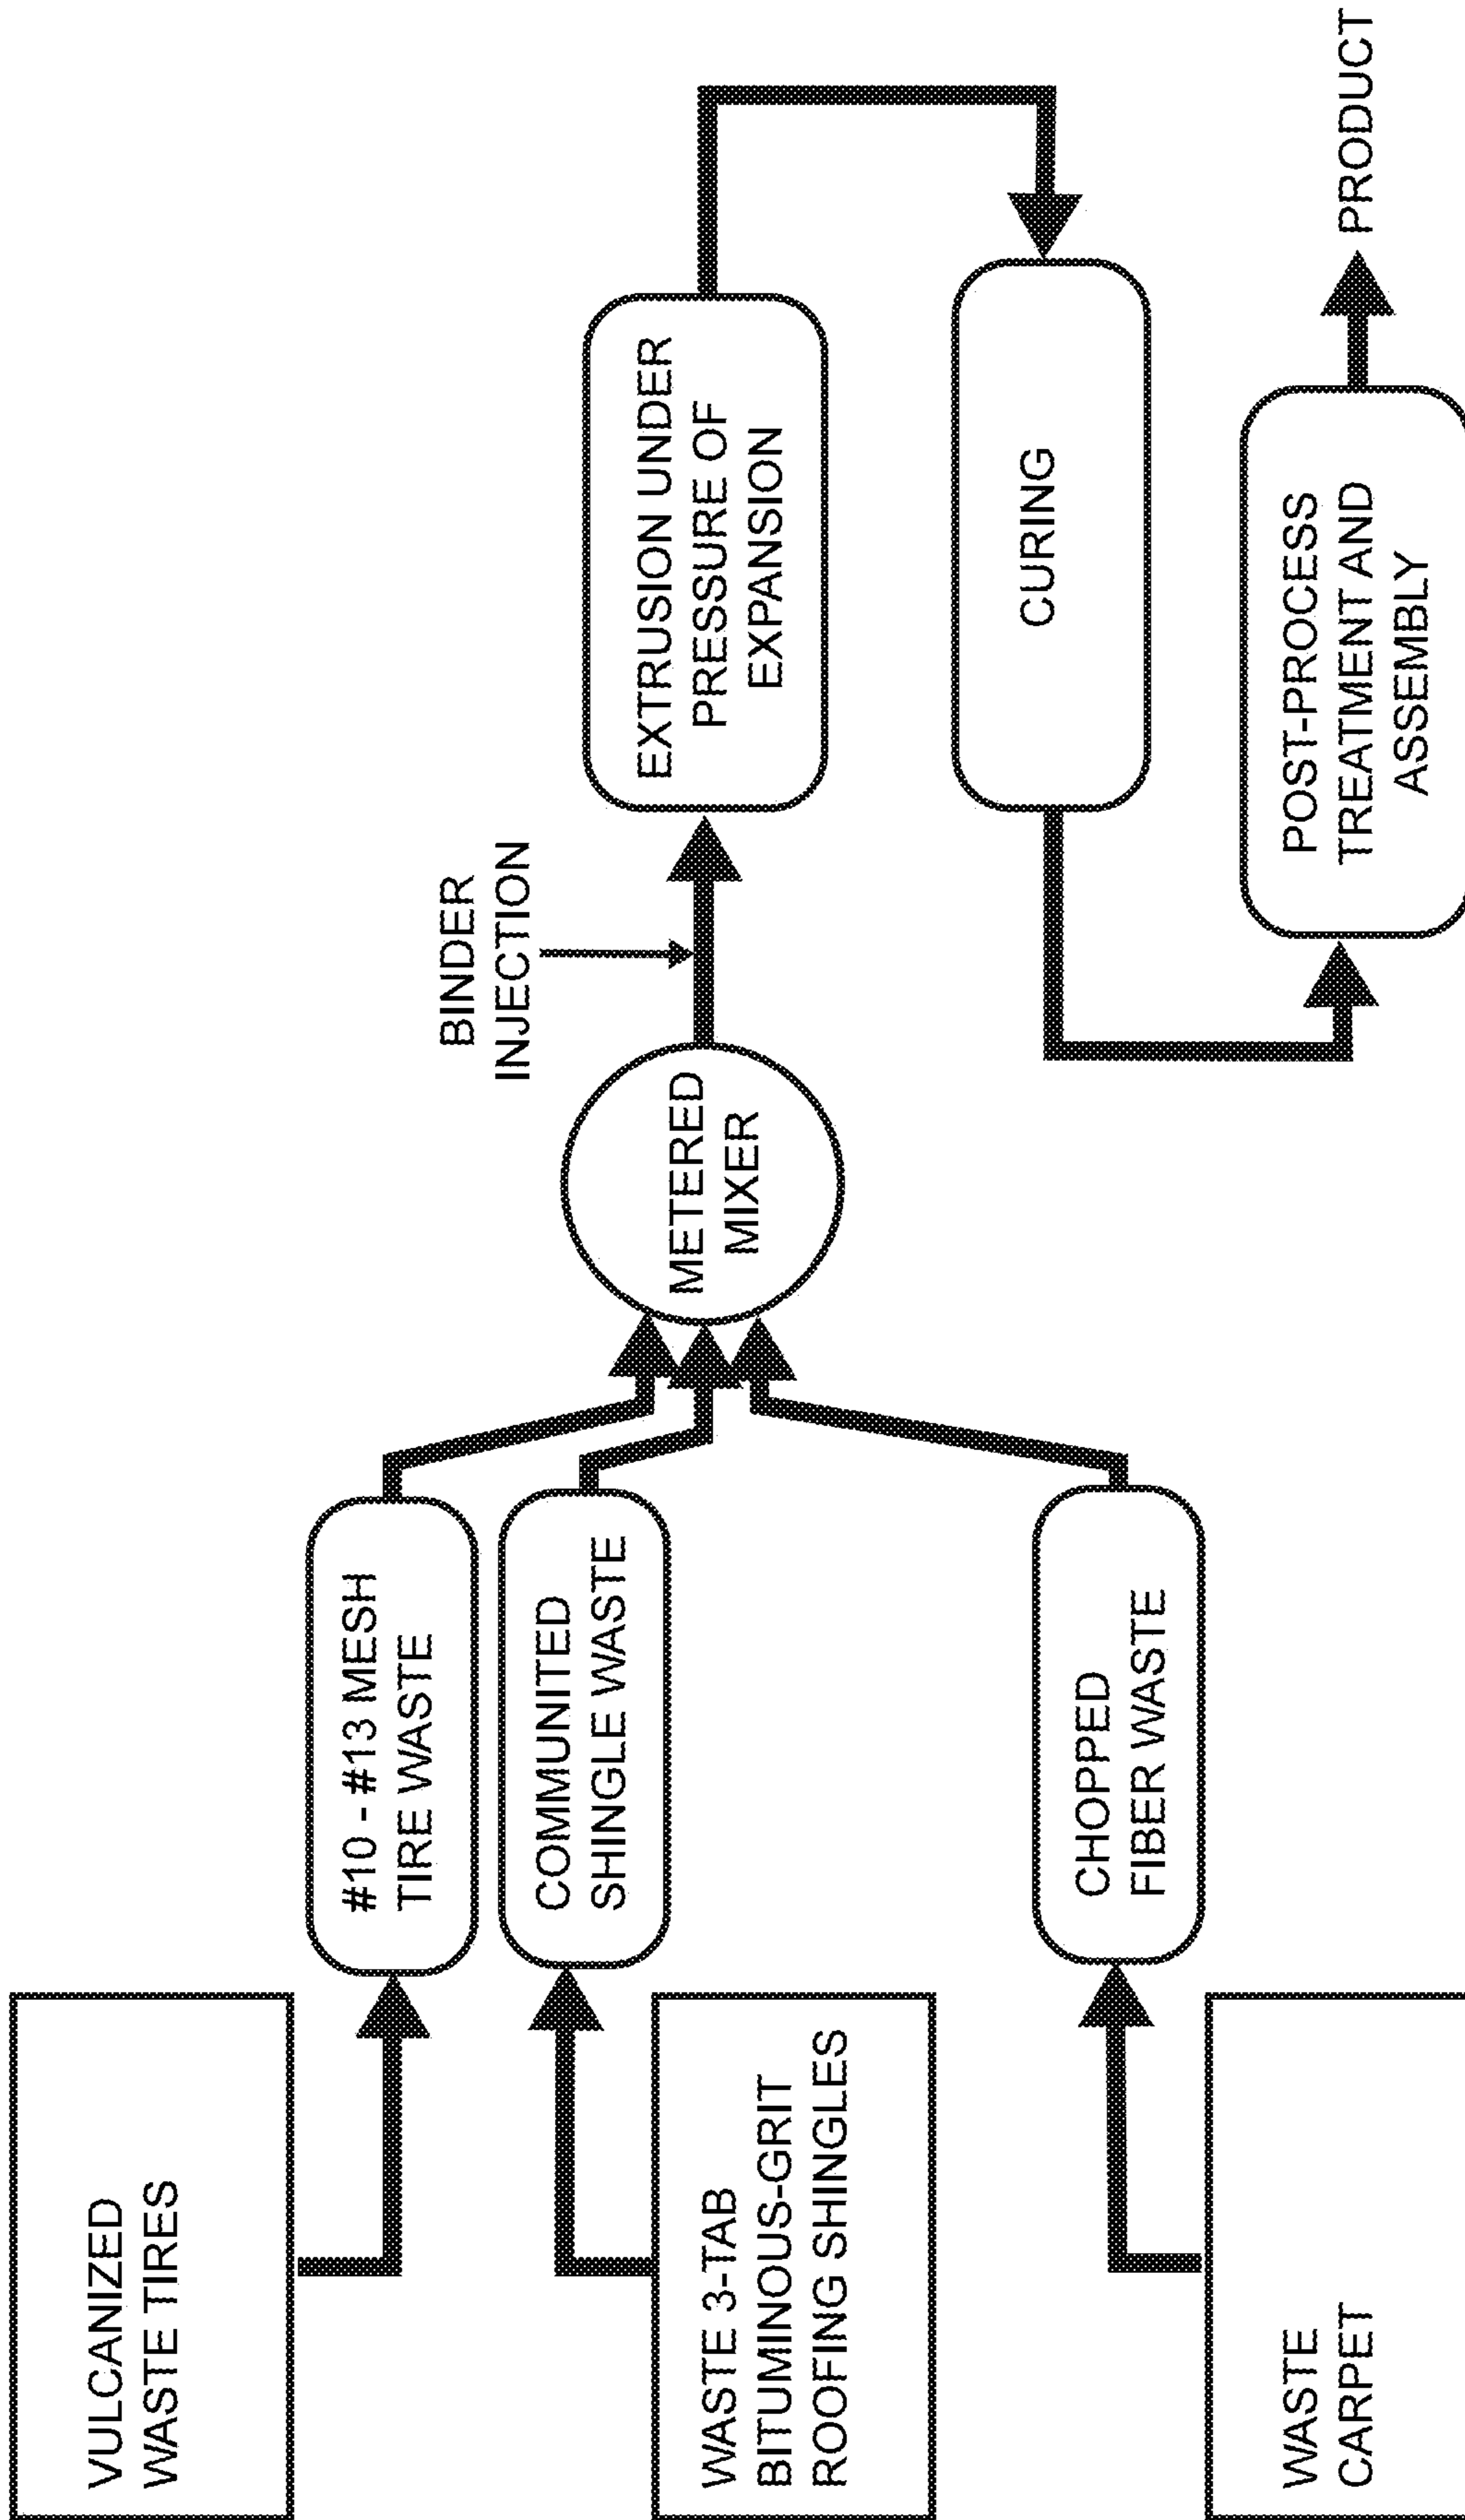 VULCANIZED
WASTE TIRES
#10 - #13 MESH
TIRE WASTE
WASTE 3-TAB
BITUMINOUS-GRIT
ROOFING SHINGLES
COMMUNITED
SHINGLE WASTE
WASTE
CARPET
CHOPPED
FIBER WASTE
METERED
MIXER
BINDER
INJECTION
EXTRUSION UNDER
PRESSURE OF
EXPANSION
CURING
POST-PROCESS
TREATMENT AND
ASSEMBLY
PRODUCT